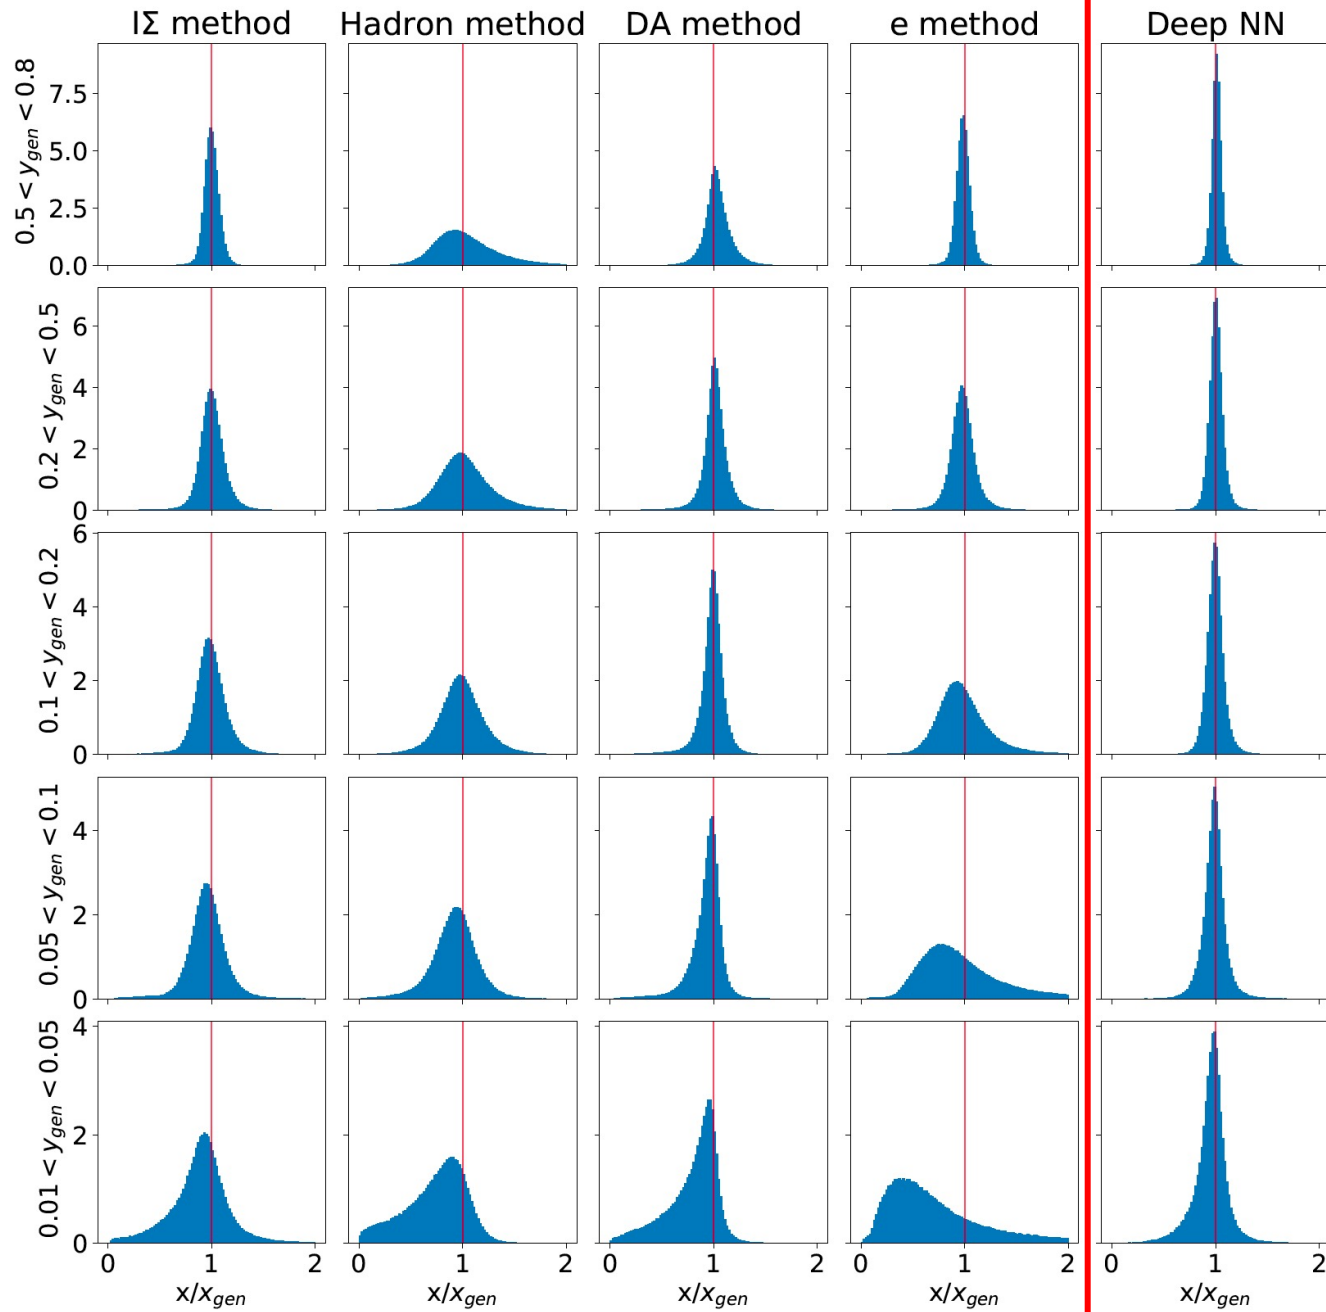 IΣ method Hadron method DA method e method Deep NN
0.5 < y_gen < 0.8
7.5
5.0
2.5
0.0
0.2 < y_gen < 0.5
6
4
2
0
0.1 < y_gen < 0.2
6
4
2
0
0.05 < y_gen < 0.1
4
2
0
0.01 < y_gen < 0.05
4
2
0
0 1 2 0 1 2 0 1 2 0 1 2 0 1 2
x/x_gen x/x_gen x/x_gen x/x_gen x/x_gen